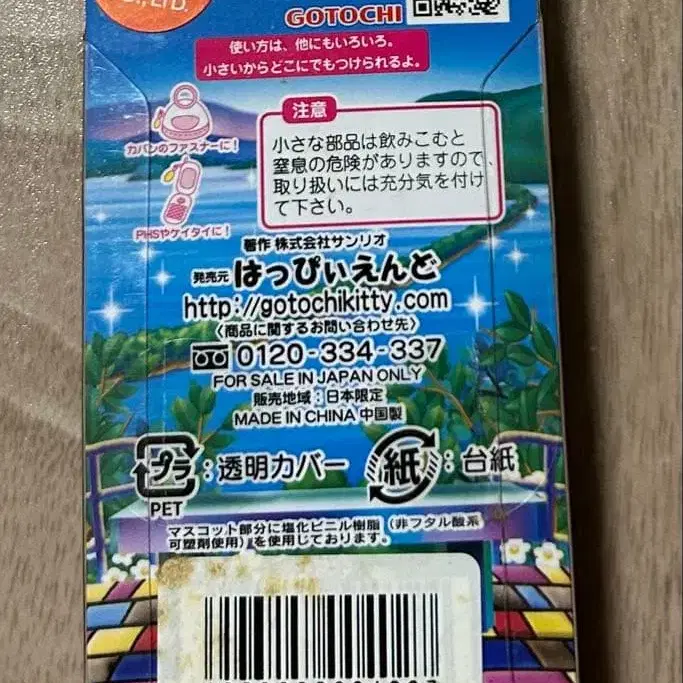 LTD.
GOTOCHI
使い方は、他にもいろいろ。
小さいからどこにでもつけられるよ。
注意
小さな部品は飲みこむと
窒息の危険がありますので、
取り扱いには充分気を付け
て下さい。
カバンのファスナーに!
PHSやケイタイに!
著作 株式会社サンリオ
発売元 はっぴぃえんど
http://gotochikitty.com
〈商品に関するお問い合わせ先〉
0120-334-337
FOR SALE IN JAPAN ONLY
販売地域:日本限定
MADE IN CHINA 中国製
プラ:透明カバー
PET
紙:台紙
マスコット部分に塩化ビニル樹脂(非フタル酸系
可塑剤使用)を使用しております。